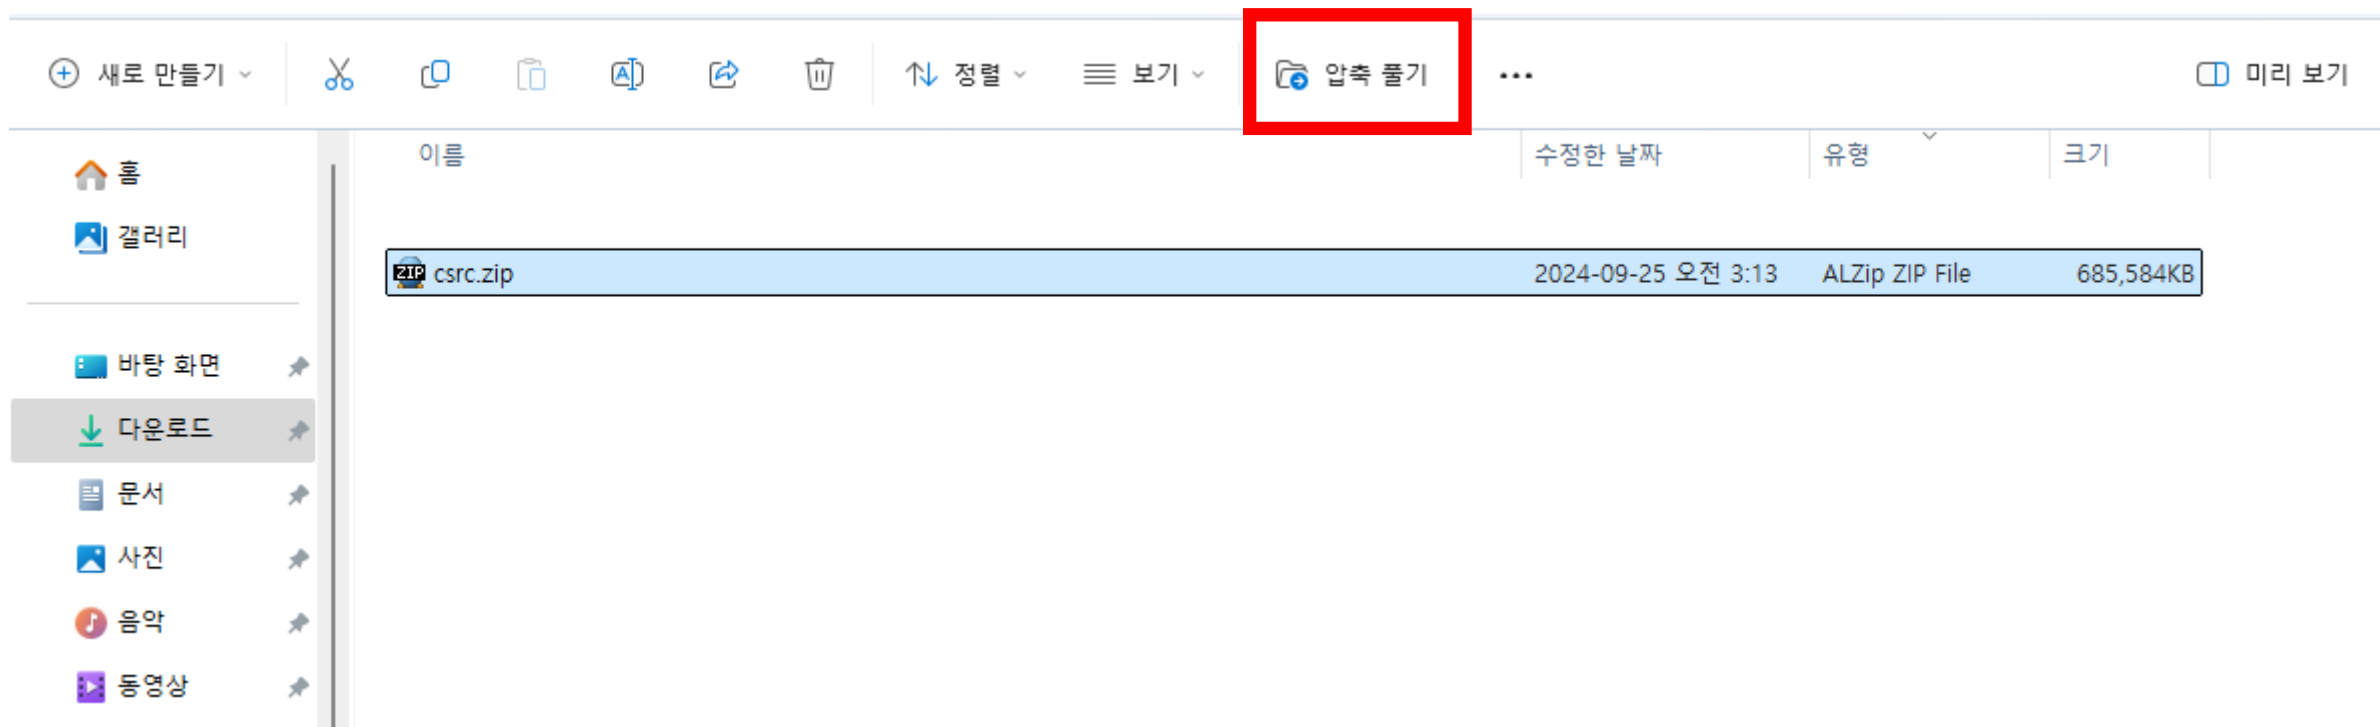 새로 만들기 정렬 보기 압축 풀기 ... 미리 보기
이름 수정한 날짜 유형 크기
홈
갤러리
ZIP csrc.zip 2024-09-25 오전 3:13 ALZip ZIP File 685,584KB
바탕 화면
다운로드
문서
사진
음악
동영상